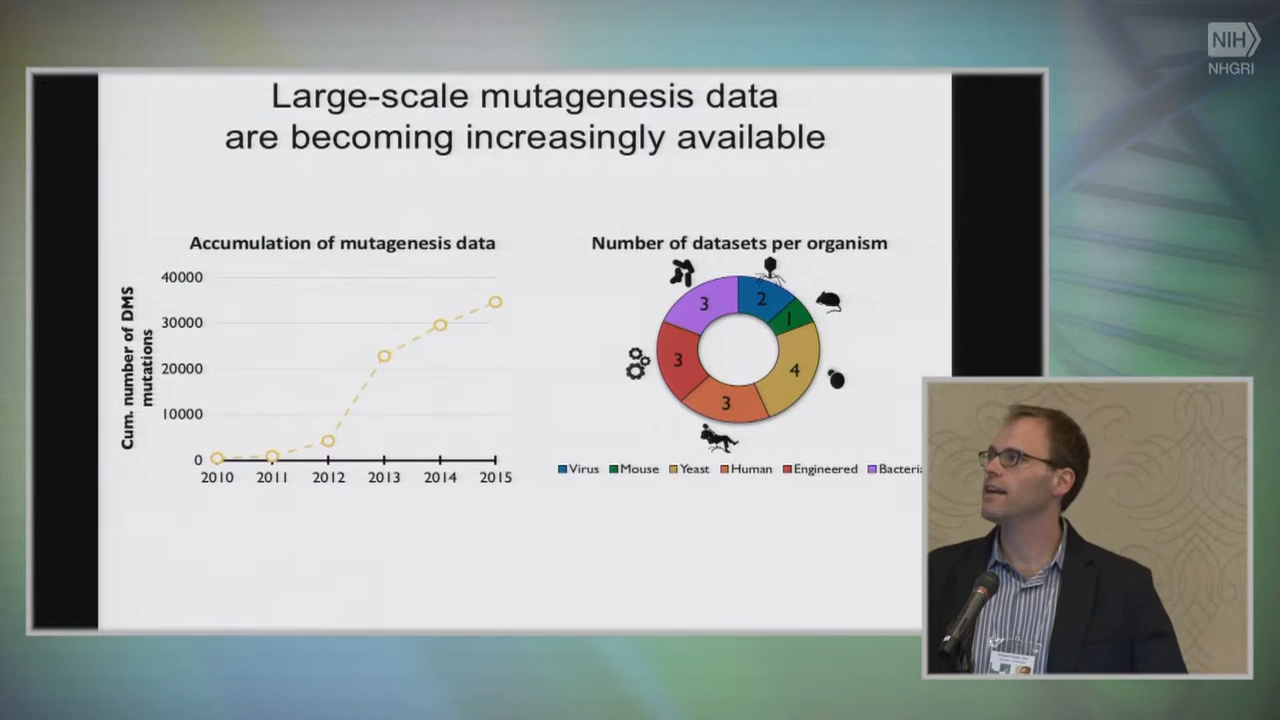 NIH
NHGRI
Large-scale mutagenesis data
are becoming increasingly available
Accumulation of mutagenesis data
Cum. number of DMS
mutations
40000
30000
20000
10000
0
2010 2011 2012 2013 2014 2015
Number of datasets per organism
2
1
4
3
3
3
Virus Mouse Yeast Human Engineered Bacteria